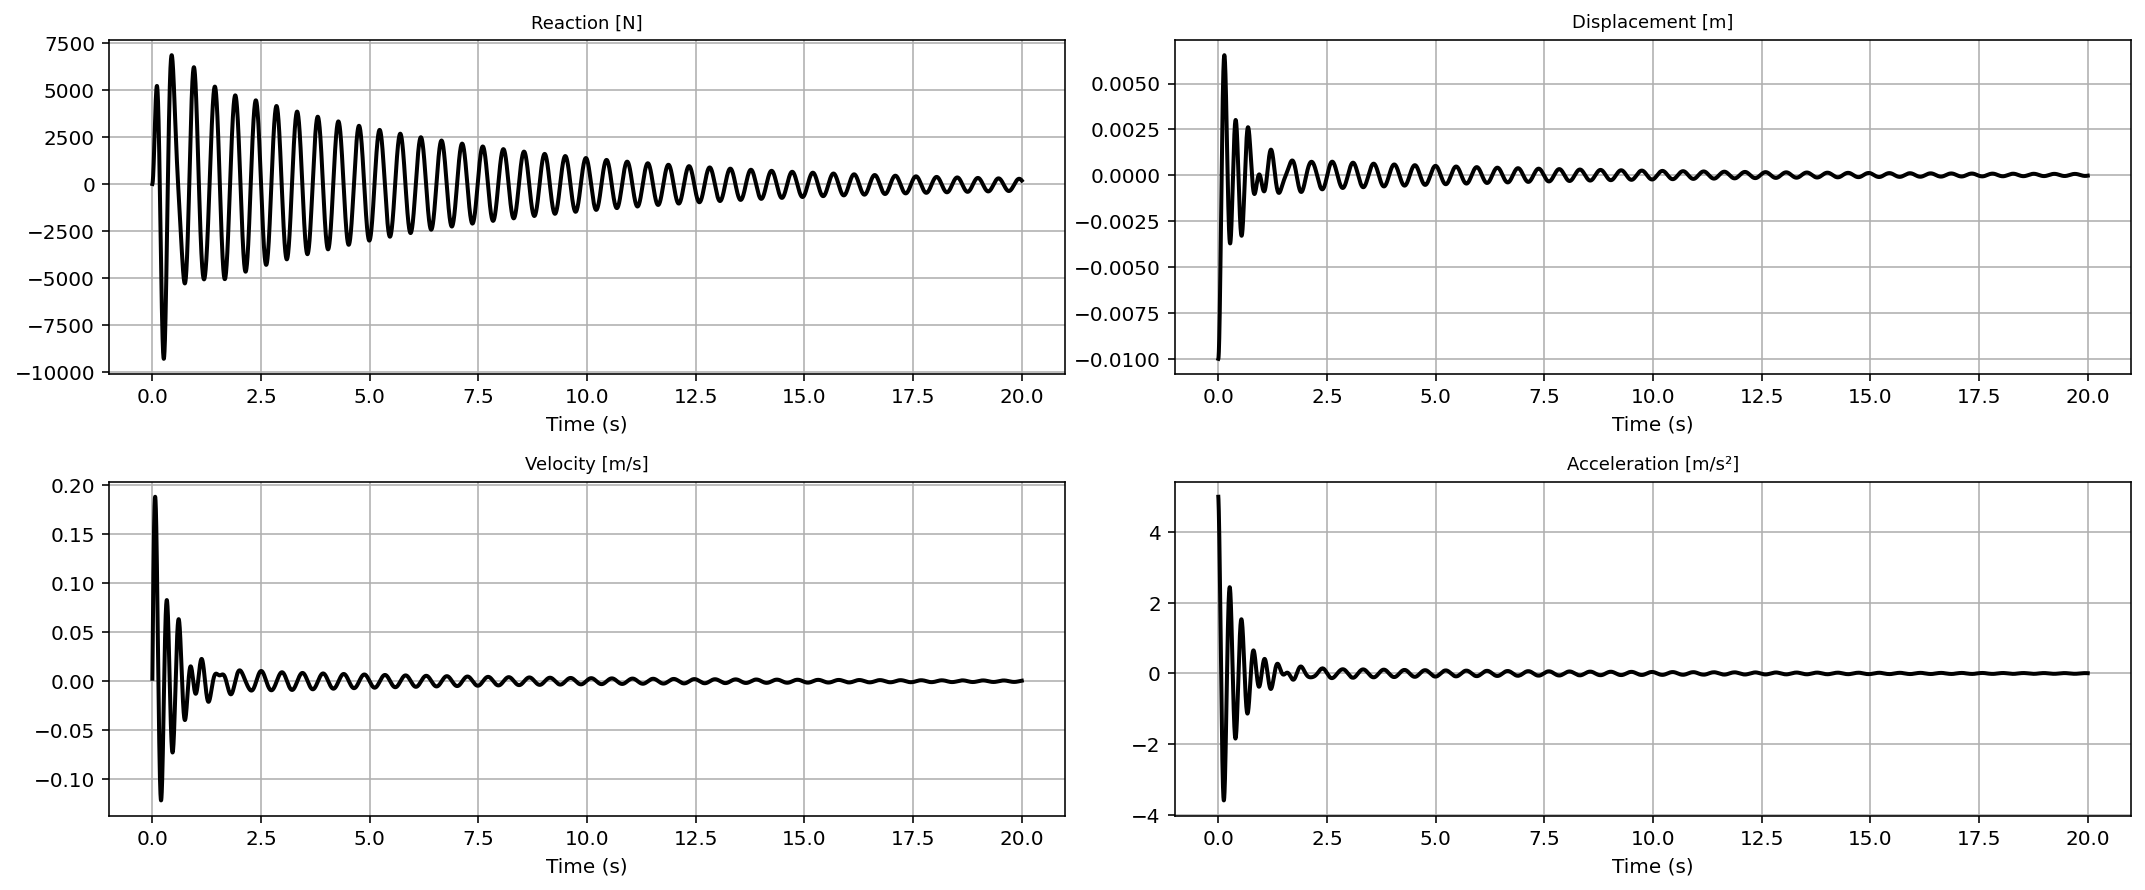 Reaction [N]
7500
5000
2500
0
−2500
−5000
−7500
−10000
0.0 2.5 5.0 7.5 10.0 12.5 15.0 17.5 20.0
Time (s)
Displacement [m]
0.0050
0.0025
0.0000
−0.0025
−0.0050
−0.0075
−0.0100
0.0 2.5 5.0 7.5 10.0 12.5 15.0 17.5 20.0
Time (s)
Velocity [m/s]
0.20
0.15
0.10
0.05
0.00
−0.05
−0.10
0.0 2.5 5.0 7.5 10.0 12.5 15.0 17.5 20.0
Time (s)
Acceleration [m/s²]
4
2
0
−2
−4
0.0 2.5 5.0 7.5 10.0 12.5 15.0 17.5 20.0
Time (s)